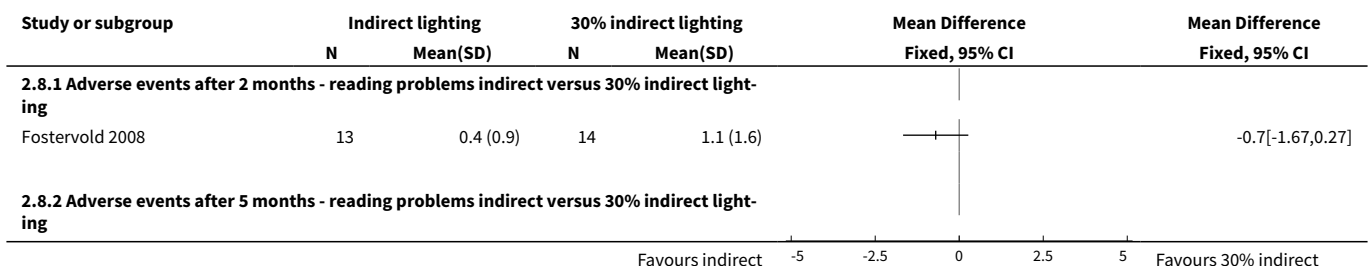 Study or subgroup Indirect lighting 30% indirect lighting Mean Difference Mean Difference
N Mean(SD) N Mean(SD) Fixed, 95% CI Fixed, 95% CI
2.8.1 Adverse events after 2 months - reading problems indirect versus 30% indirect light-
ing
Fostervold 2008 13 0.4 (0.9) 14 1.1 (1.6) -0.7[-1.67,0.27]
2.8.2 Adverse events after 5 months - reading problems indirect versus 30% indirect light-
ing
Favours indirect -5 -2.5 0 2.5 5 Favours 30% indirect